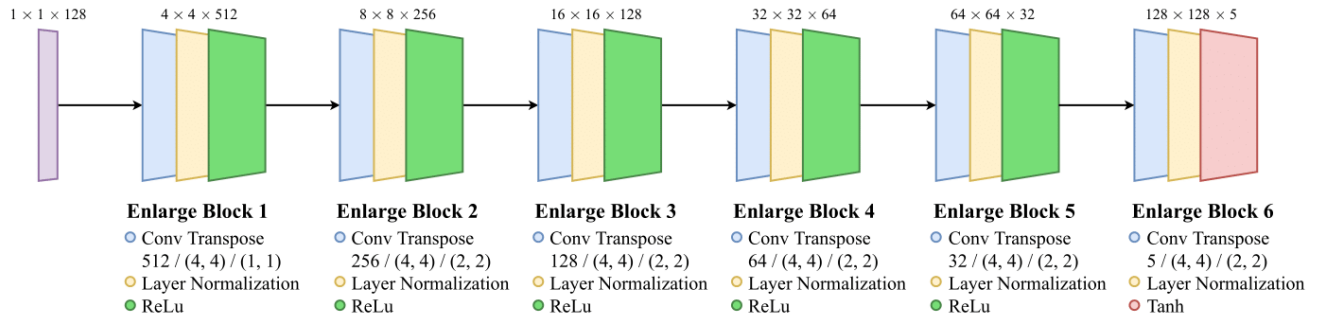 1 × 1 × 128
4 × 4 × 512
8 × 8 × 256
16 × 16 × 128
32 × 32 × 64
64 × 64 × 32
128 × 128 × 5
Enlarge Block 1
Conv Transpose
512 / (4, 4) / (1, 1)
Layer Normalization
ReLu
Enlarge Block 2
Conv Transpose
256 / (4, 4) / (2, 2)
Layer Normalization
ReLu
Enlarge Block 3
Conv Transpose
128 / (4, 4) / (2, 2)
Layer Normalization
ReLu
Enlarge Block 4
Conv Transpose
64 / (4, 4) / (2, 2)
Layer Normalization
ReLu
Enlarge Block 5
Conv Transpose
32 / (4, 4) / (2, 2)
Layer Normalization
ReLu
Enlarge Block 6
Conv Transpose
5 / (4, 4) / (2, 2)
Layer Normalization
Tanh